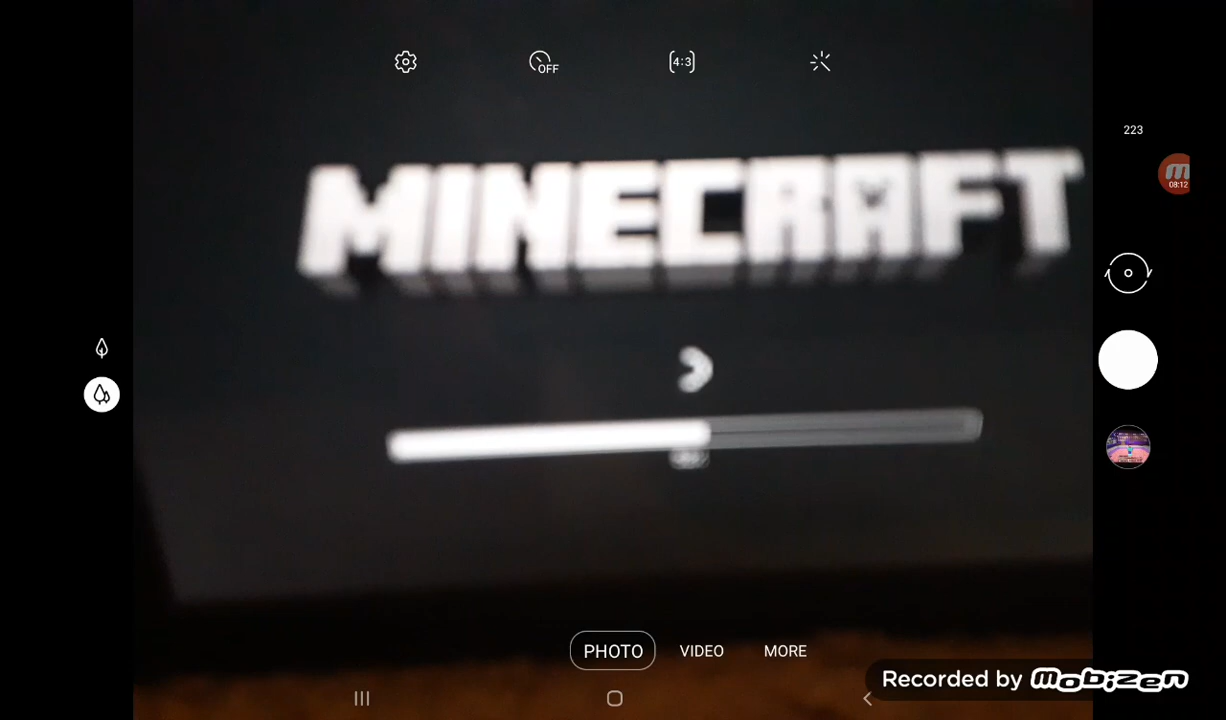 OFF
4:3
223
MINECRAFT
08:12
PHOTO VIDEO MORE
Recorded by mobizen